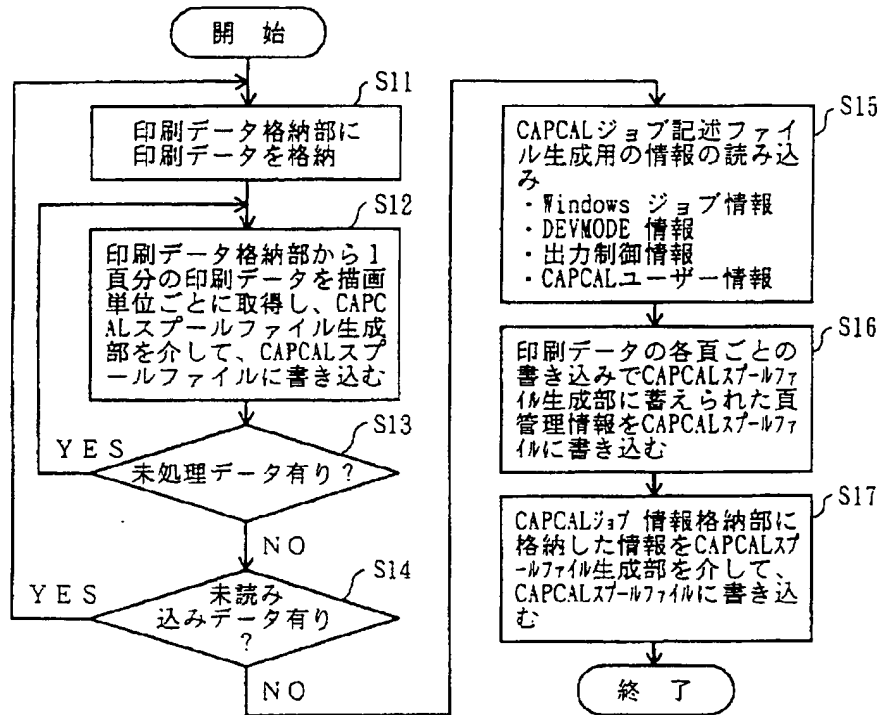 開 始
S11
印刷データ格納部に
印刷データを格納
S12
印刷データ格納部から1
頁分の印刷データを描画
単位ごとに取得し、CAPC
ALスプールファイル生成
部を介して、CAPCALスプ
ールファイルに書き込む
S13
YES
未処理データ有り?
NO
S14
YES
未読み
込みデータ有り
?
NO
S15
CAPCALジョブ記述ファイ
ル生成用の情報の読み込
み
・Windows ジョブ情報
・DEVMODE 情報
・出力制御情報
・CAPCALユーザー情報
S16
印刷データの各頁ごとの
書き込みでCAPCALスプールファ
イル生成部に蓄えられた頁
管理情報をCAPCALスプールファ
イルに書き込む
S17
CAPCALジョブ 情報格納部に
格納した情報をCAPCALスプ
ールファイル生成部を介して、
CAPCALスプールファイルに書き込
む
終 了